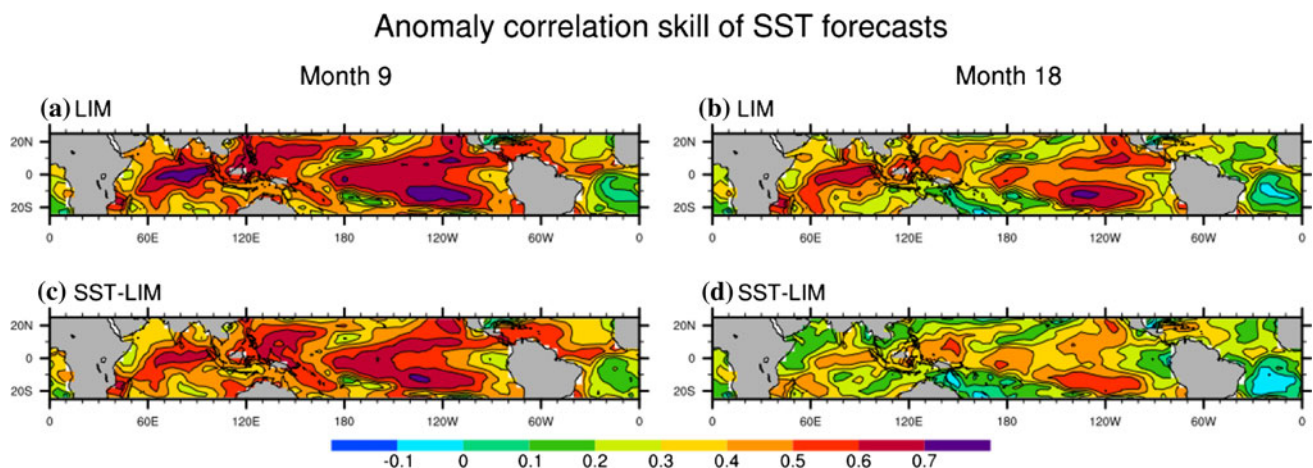 Anomaly correlation skill of SST forecasts
Month 9
Month 18
(a) LIM
(b) LIM
20N
0
20S
0 60E 120E 180 120W 60W 0
20N
0
20S
0 60E 120E 180 120W 60W 0
(c) SST-LIM
(d) SST-LIM
20N
0
20S
0 60E 120E 180 120W 60W 0
20N
0
20S
0 60E 120E 180 120W 60W 0
-0.1 0 0.1 0.2 0.3 0.4 0.5 0.6 0.7